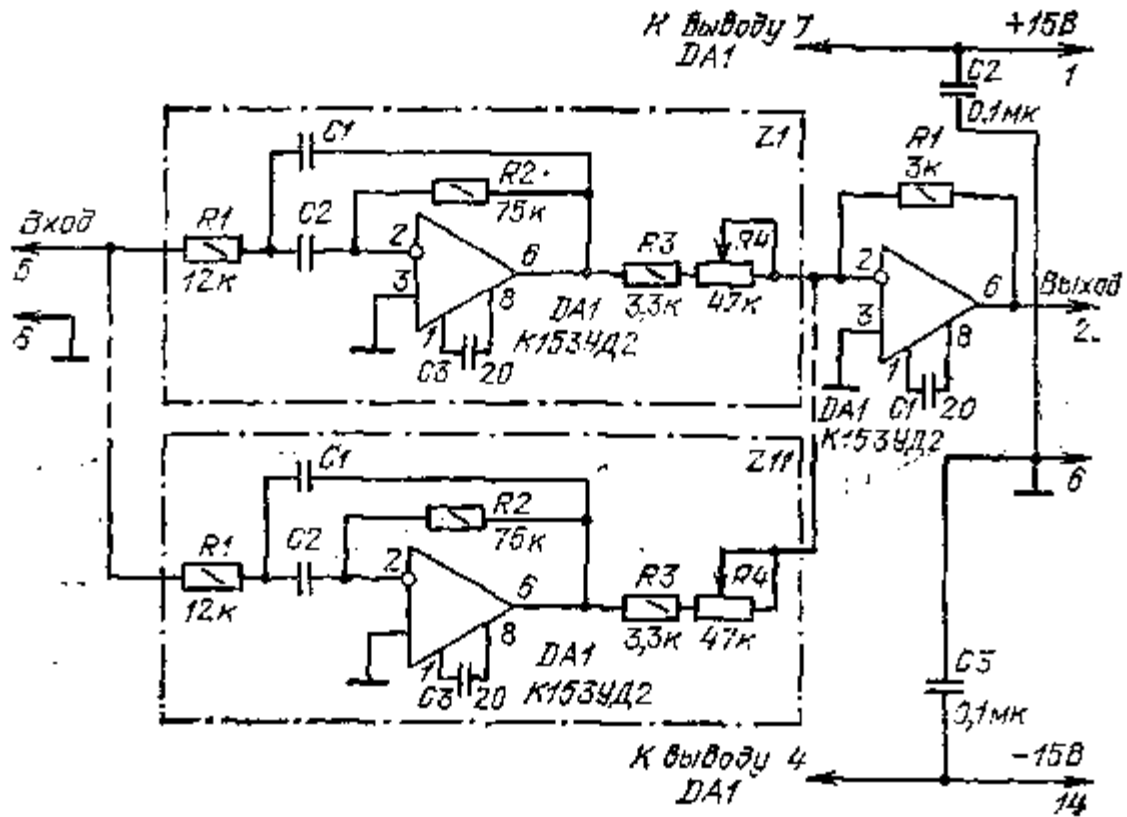 К выводу 7
DA1
+15В
1
C2
0,1мк
Z1
C1
R2
75к
R1
3к
Вход
5
R1
12к
C2
2
3
6
8
1
C3
20
DA1
К153УД2
R3
3,3к
R4
47к
2
3
6
8
1
C1
20
DA1
К153УД2
Выход
2
Б
Z11
C1
R2
75к
R1
12к
C2
2
6
8
1
C3
20
DA1
К153УД2
R3
3,3к
R4
47к
6
C3
0,1мк
К выводу 4
DA1
-15В
14